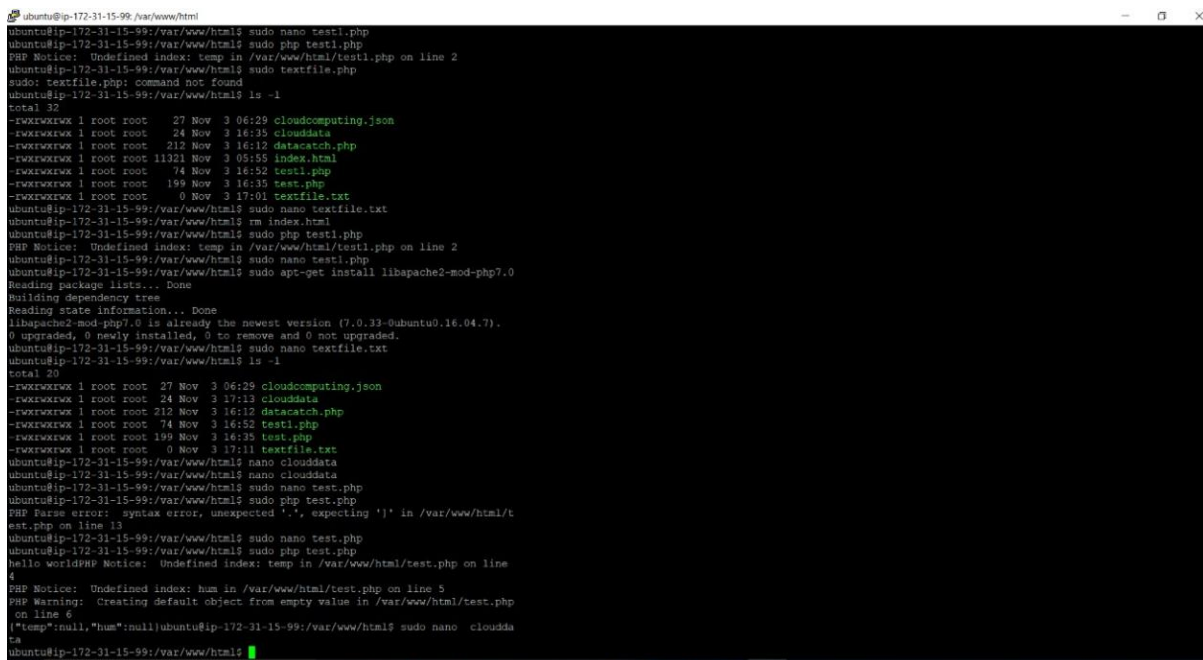 ubuntu@ip-172-31-15-99: /var/www/html
ubuntu@ip-172-31-15-99:/var/www/html$ sudo nano test1.php
ubuntu@ip-172-31-15-99:/var/www/html$ sudo php test1.php
PHP Notice:  Undefined index: temp in /var/www/html/test1.php on line 2
ubuntu@ip-172-31-15-99:/var/www/html$ sudo textfile.php
sudo: textfile.php: command not found
ubuntu@ip-172-31-15-99:/var/www/html$ ls -l
total 32
-rwxrwxrwx 1 root root    27 Nov  3 06:29 cloudcomputing.json
-rwxrwxrwx 1 root root    24 Nov  3 16:35 clouddata
-rwxrwxrwx 1 root root   212 Nov  3 16:12 datacatch.php
-rwxrwxrwx 1 root root 11321 Nov  3 05:55 index.html
-rwxrwxrwx 1 root root    74 Nov  3 16:52 test1.php
-rwxrwxrwx 1 root root   199 Nov  3 16:35 test.php
-rwxrwxrwx 1 root root     0 Nov  3 17:01 textfile.txt
ubuntu@ip-172-31-15-99:/var/www/html$ sudo nano textfile.txt
ubuntu@ip-172-31-15-99:/var/www/html$ rm index.html
ubuntu@ip-172-31-15-99:/var/www/html$ sudo php test1.php
PHP Notice:  Undefined index: temp in /var/www/html/test1.php on line 2
ubuntu@ip-172-31-15-99:/var/www/html$ sudo nano test1.php
ubuntu@ip-172-31-15-99:/var/www/html$ sudo apt-get install libapache2-mod-php7.0
Reading package lists... Done
Building dependency tree
Reading state information... Done
libapache2-mod-php7.0 is already the newest version (7.0.33-0ubuntu0.16.04.7).
0 upgraded, 0 newly installed, 0 to remove and 0 not upgraded.
ubuntu@ip-172-31-15-99:/var/www/html$ sudo nano textfile.txt
ubuntu@ip-172-31-15-99:/var/www/html$ ls -l
total 20
-rwxrwxrwx 1 root root  27 Nov  3 06:29 cloudcomputing.json
-rwxrwxrwx 1 root root  24 Nov  3 17:13 clouddata
-rwxrwxrwx 1 root root 212 Nov  3 16:12 datacatch.php
-rwxrwxrwx 1 root root  74 Nov  3 16:52 test1.php
-rwxrwxrwx 1 root root 199 Nov  3 16:35 test.php
-rwxrwxrwx 1 root root   0 Nov  3 17:11 textfile.txt
ubuntu@ip-172-31-15-99:/var/www/html$ nano clouddata
ubuntu@ip-172-31-15-99:/var/www/html$ nano clouddata
ubuntu@ip-172-31-15-99:/var/www/html$ sudo nano test.php
ubuntu@ip-172-31-15-99:/var/www/html$ sudo php test.php
PHP Parse error:  syntax error, unexpected '.', expecting ']' in /var/www/html/t
est.php on line 13
ubuntu@ip-172-31-15-99:/var/www/html$ sudo nano test.php
ubuntu@ip-172-31-15-99:/var/www/html$ sudo php test.php
hello worldPHP Notice:  Undefined index: temp in /var/www/html/test.php on line
4
PHP Notice:  Undefined index: hum in /var/www/html/test.php on line 5
PHP Warning:  Creating default object from empty value in /var/www/html/test.php
 on line 6
{"temp":null,"hum":null}ubuntu@ip-172-31-15-99:/var/www/html$ sudo nano  cloudda
ta
ubuntu@ip-172-31-15-99:/var/www/html$